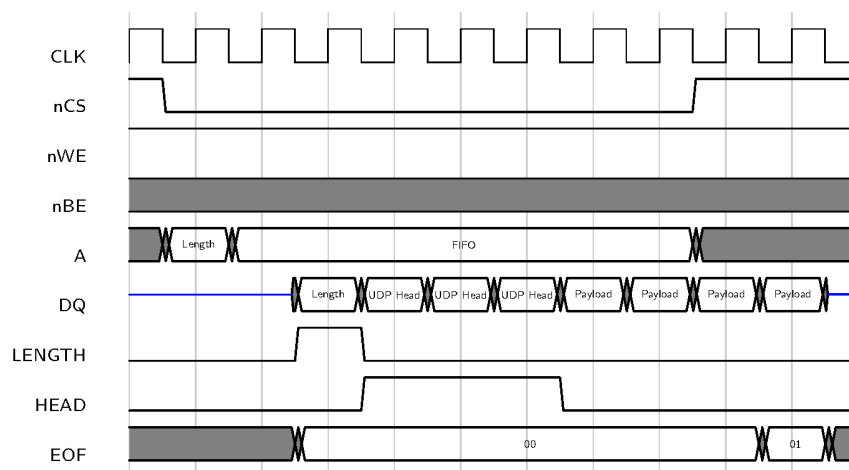 CLK
nCS
nWE
nBE
A Length FIFO
DQ Length UDP Head UDP Head UDP Head Payload Payload Payload Payload
LENGTH
HEAD
EOF 00 01